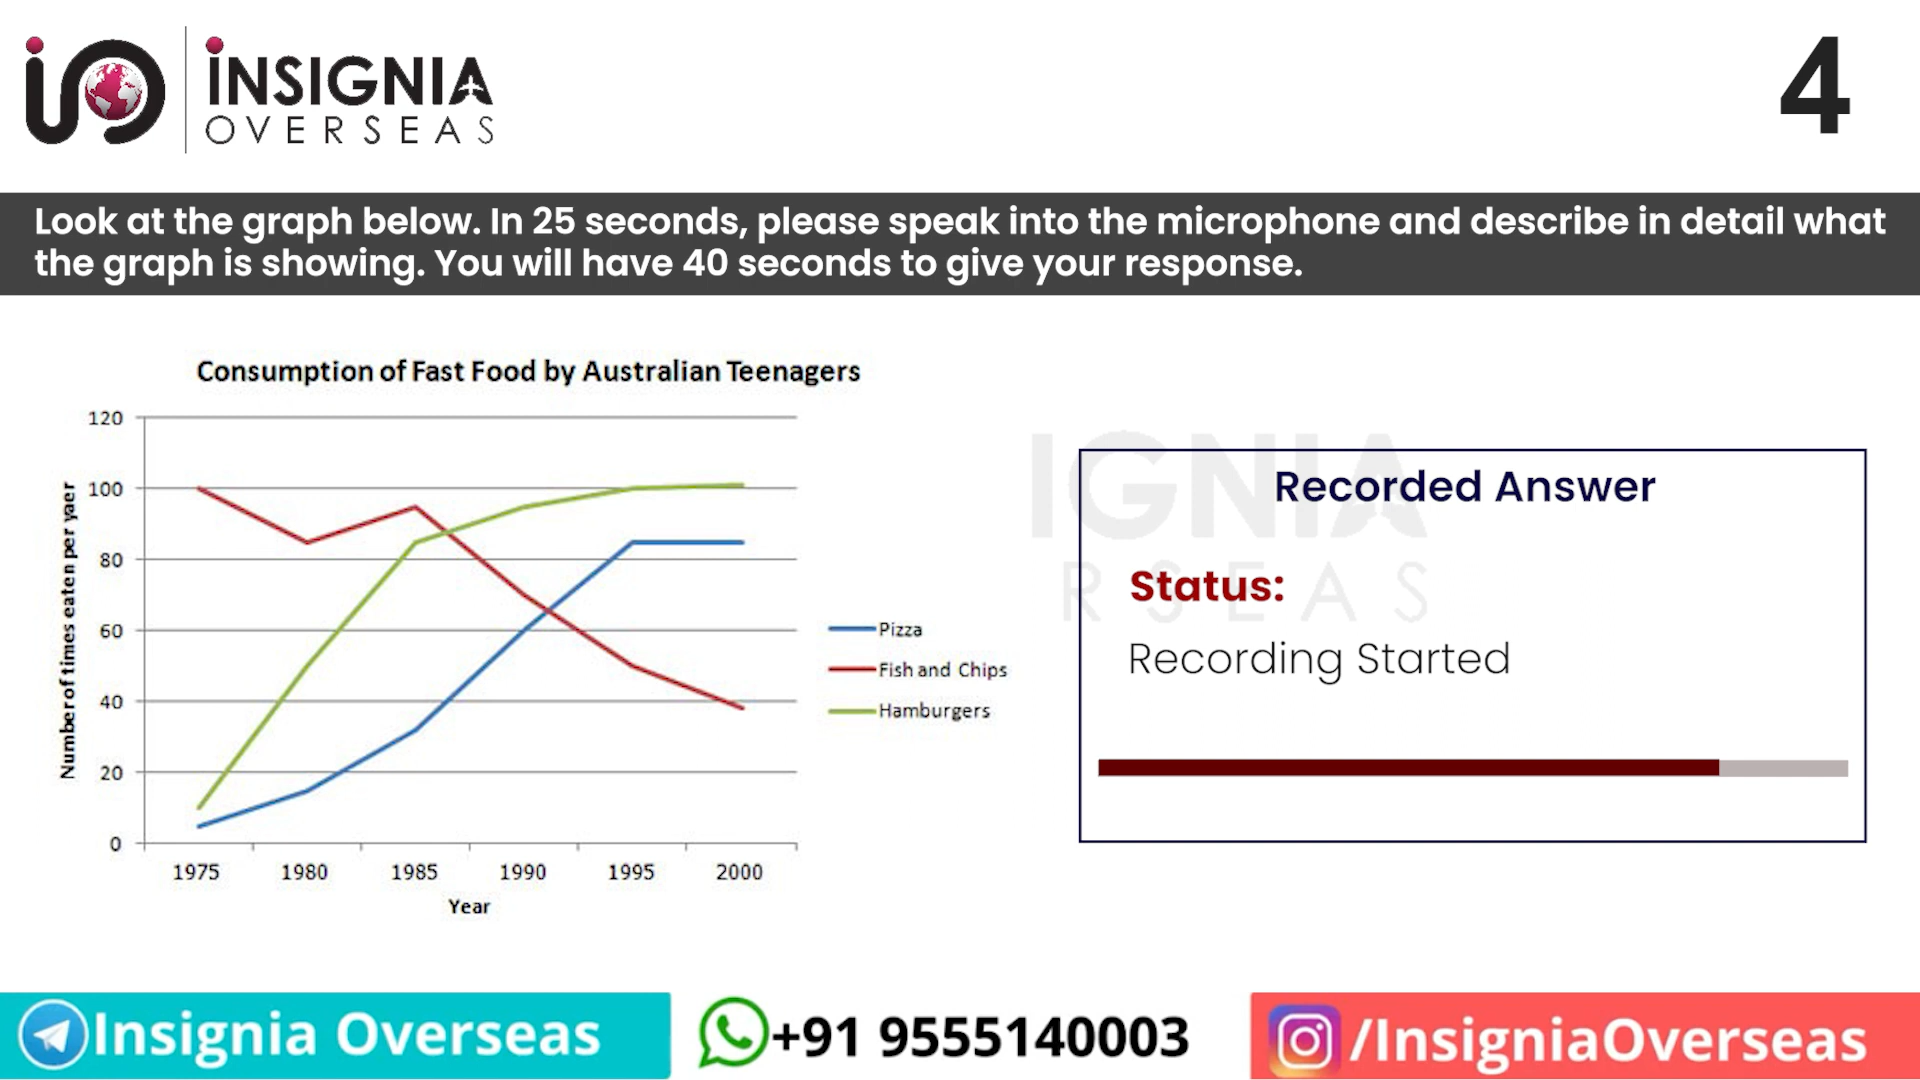 iNSIGNIA
OVERSEAS
4
Look at the graph below. In 25 seconds, please speak into the microphone and describe in detail what
the graph is showing. You will have 40 seconds to give your response.
Consumption of Fast Food by Australian Teenagers
120
100
80
60
40
20
0
Number of times eaten per yaer
1975 1980 1985 1990 1995 2000
Year
Pizza
Fish and Chips
Hamburgers
IGNIA
R S E A S
Recorded Answer
Status:
Recording Started
Insignia Overseas
+91 9555140003
/InsigniaOverseas